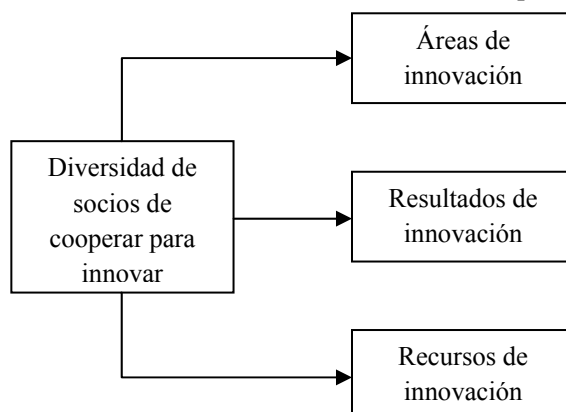 Áreas de
innovación
Diversidad de
socios de
cooperar para
innovar
Resultados de
innovación
Recursos de
innovación